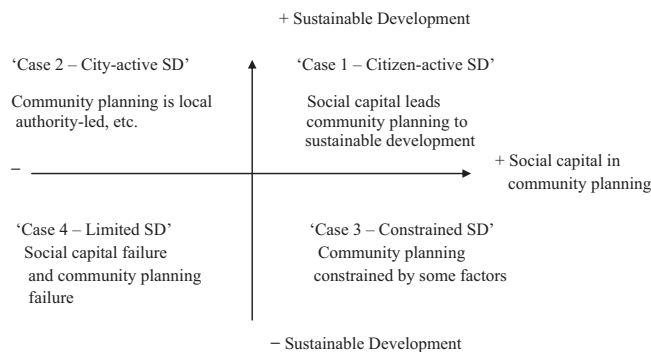 + Sustainable Development
‘Case 2 – City-active SD’
Community planning is local
authority-led, etc.
‘Case 1 – Citizen-active SD’
Social capital leads
community planning to
sustainable development
−
+ Social capital in
community planning
‘Case 4 – Limited SD’
Social capital failure
and community planning
failure
‘Case 3 – Constrained SD’
Community planning
constrained by some factors
− Sustainable Development